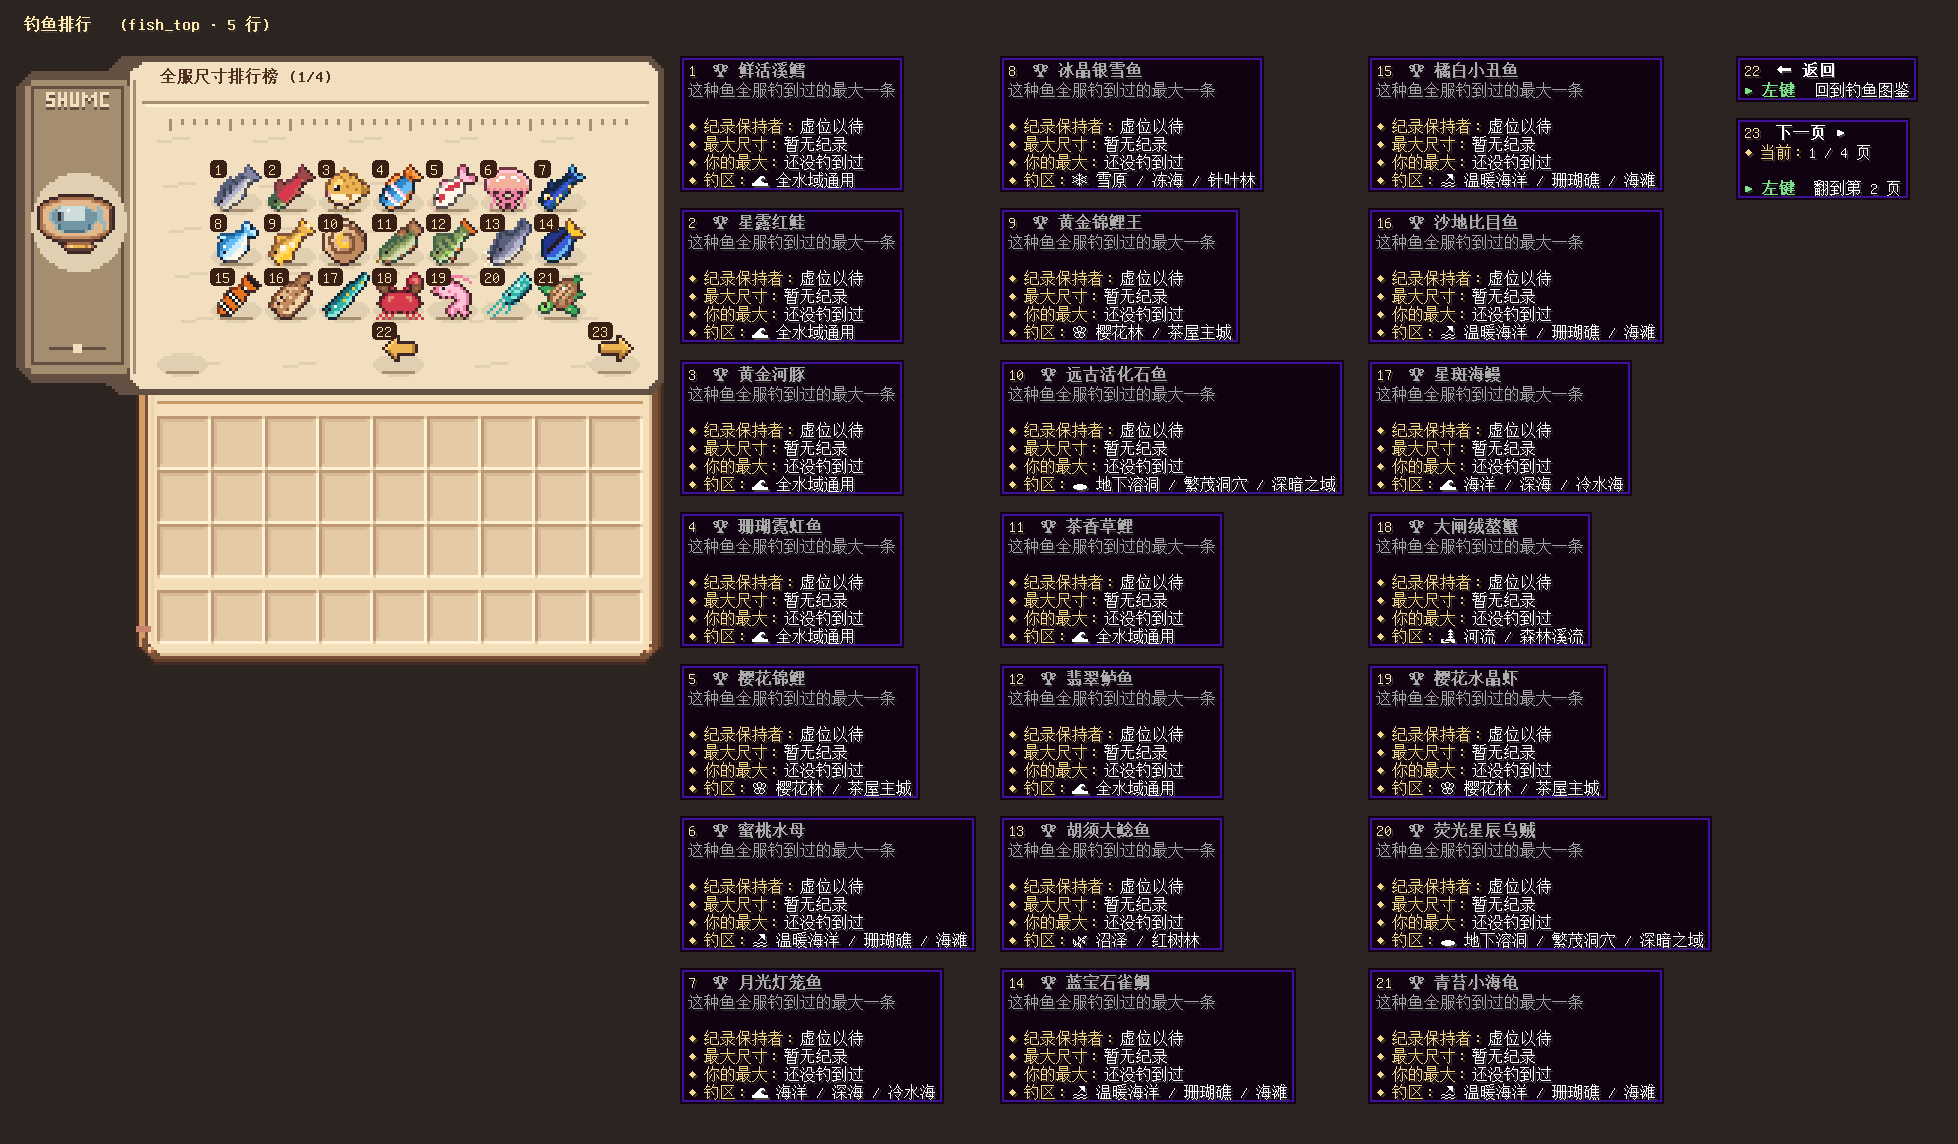 钓鱼排行 (fish_top · 5 行)
SHUMC
全服尺寸排行榜 (1/4)
1 2 3 4 5 6 7
8 9 10 11 12 13 14
15 16 17 18 19 20 21
22 23
1 鲜活溪鳕
这种鱼全服钓到过的最大一条
纪录保持者：虚位以待
最大尺寸：暂无纪录
你的最大：还没钓到过
钓区：全水域通用
2 星露红鲑
这种鱼全服钓到过的最大一条
纪录保持者：虚位以待
最大尺寸：暂无纪录
你的最大：还没钓到过
钓区：全水域通用
3 黄金河豚
这种鱼全服钓到过的最大一条
纪录保持者：虚位以待
最大尺寸：暂无纪录
你的最大：还没钓到过
钓区：全水域通用
4 珊瑚霓虹鱼
这种鱼全服钓到过的最大一条
纪录保持者：虚位以待
最大尺寸：暂无纪录
你的最大：还没钓到过
钓区：全水域通用
5 樱花锦鲤
这种鱼全服钓到过的最大一条
纪录保持者：虚位以待
最大尺寸：暂无纪录
你的最大：还没钓到过
钓区：樱花林 / 茶屋主城
6 蜜桃水母
这种鱼全服钓到过的最大一条
纪录保持者：虚位以待
最大尺寸：暂无纪录
你的最大：还没钓到过
钓区：温暖海洋 / 珊瑚礁 / 海滩
7 月光灯笼鱼
这种鱼全服钓到过的最大一条
纪录保持者：虚位以待
最大尺寸：暂无纪录
你的最大：还没钓到过
钓区：海洋 / 深海 / 冷水海
8 冰晶银雪鱼
这种鱼全服钓到过的最大一条
纪录保持者：虚位以待
最大尺寸：暂无纪录
你的最大：还没钓到过
钓区：雪原 / 冻海 / 针叶林
9 黄金锦鲤王
这种鱼全服钓到过的最大一条
纪录保持者：虚位以待
最大尺寸：暂无纪录
你的最大：还没钓到过
钓区：樱花林 / 茶屋主城
10 远古活化石鱼
这种鱼全服钓到过的最大一条
纪录保持者：虚位以待
最大尺寸：暂无纪录
你的最大：还没钓到过
钓区：地下溶洞 / 繁茂洞穴 / 深暗之域
11 茶香草鲤
这种鱼全服钓到过的最大一条
纪录保持者：虚位以待
最大尺寸：暂无纪录
你的最大：还没钓到过
钓区：全水域通用
12 翡翠鲈鱼
这种鱼全服钓到过的最大一条
纪录保持者：虚位以待
最大尺寸：暂无纪录
你的最大：还没钓到过
钓区：全水域通用
13 胡须大鲶鱼
这种鱼全服钓到过的最大一条
纪录保持者：虚位以待
最大尺寸：暂无纪录
你的最大：还没钓到过
钓区：沼泽 / 红树林
14 蓝宝石雀鲷
这种鱼全服钓到过的最大一条
纪录保持者：虚位以待
最大尺寸：暂无纪录
你的最大：还没钓到过
钓区：温暖海洋 / 珊瑚礁 / 海滩
15 橘白小丑鱼
这种鱼全服钓到过的最大一条
纪录保持者：虚位以待
最大尺寸：暂无纪录
你的最大：还没钓到过
钓区：温暖海洋 / 珊瑚礁 / 海滩
16 沙地比目鱼
这种鱼全服钓到过的最大一条
纪录保持者：虚位以待
最大尺寸：暂无纪录
你的最大：还没钓到过
钓区：温暖海洋 / 珊瑚礁 / 海滩
17 星斑海鳗
这种鱼全服钓到过的最大一条
纪录保持者：虚位以待
最大尺寸：暂无纪录
你的最大：还没钓到过
钓区：海洋 / 深海 / 冷水海
18 大闸绒螯蟹
这种鱼全服钓到过的最大一条
纪录保持者：虚位以待
最大尺寸：暂无纪录
你的最大：还没钓到过
钓区：河流 / 森林溪流
19 樱花水晶虾
这种鱼全服钓到过的最大一条
纪录保持者：虚位以待
最大尺寸：暂无纪录
你的最大：还没钓到过
钓区：樱花林 / 茶屋主城
20 荧光星辰乌贼
这种鱼全服钓到过的最大一条
纪录保持者：虚位以待
最大尺寸：暂无纪录
你的最大：还没钓到过
钓区：地下溶洞 / 繁茂洞穴 / 深暗之域
21 青苔小海龟
这种鱼全服钓到过的最大一条
纪录保持者：虚位以待
最大尺寸：暂无纪录
你的最大：还没钓到过
钓区：温暖海洋 / 珊瑚礁 / 海滩
22 ⬅ 返回
▶ 左键 回到钓鱼图鉴
23 下一页 ▶
当前：1 / 4 页
▶ 左键 翻到第 2 页